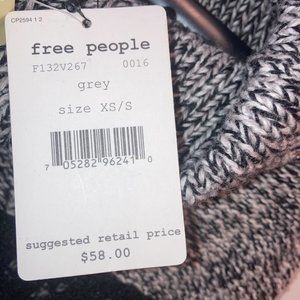 CP2594 1 2
free people
F132V267 0016
grey
size XS/S
7 05282 96241 0
suggested retail price
$58.00